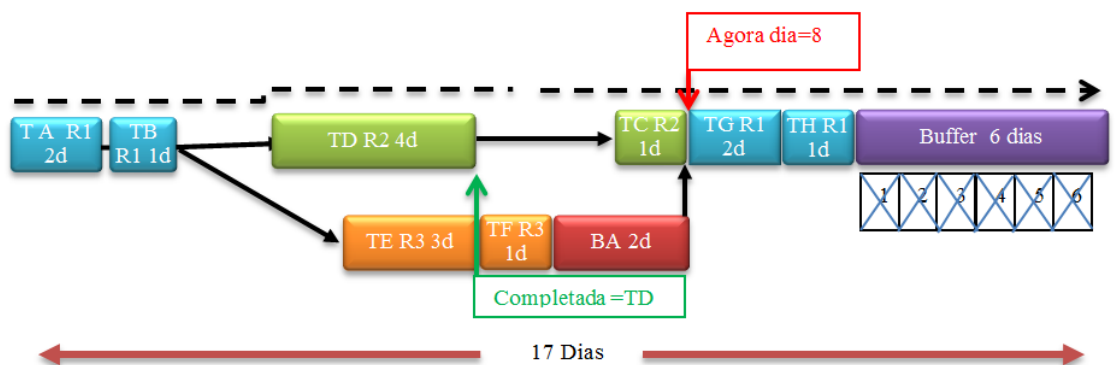 Agora dia=8
T A R1
2d
TB
R1 1d
TD R2 4d
TC R2
1d
TG R1
2d
TH R1
1d
Buffer 6 dias
1 2 3 4 5 6
TE R3 3d
TF R3
1d
BA 2d
Completada =TD
17 Dias